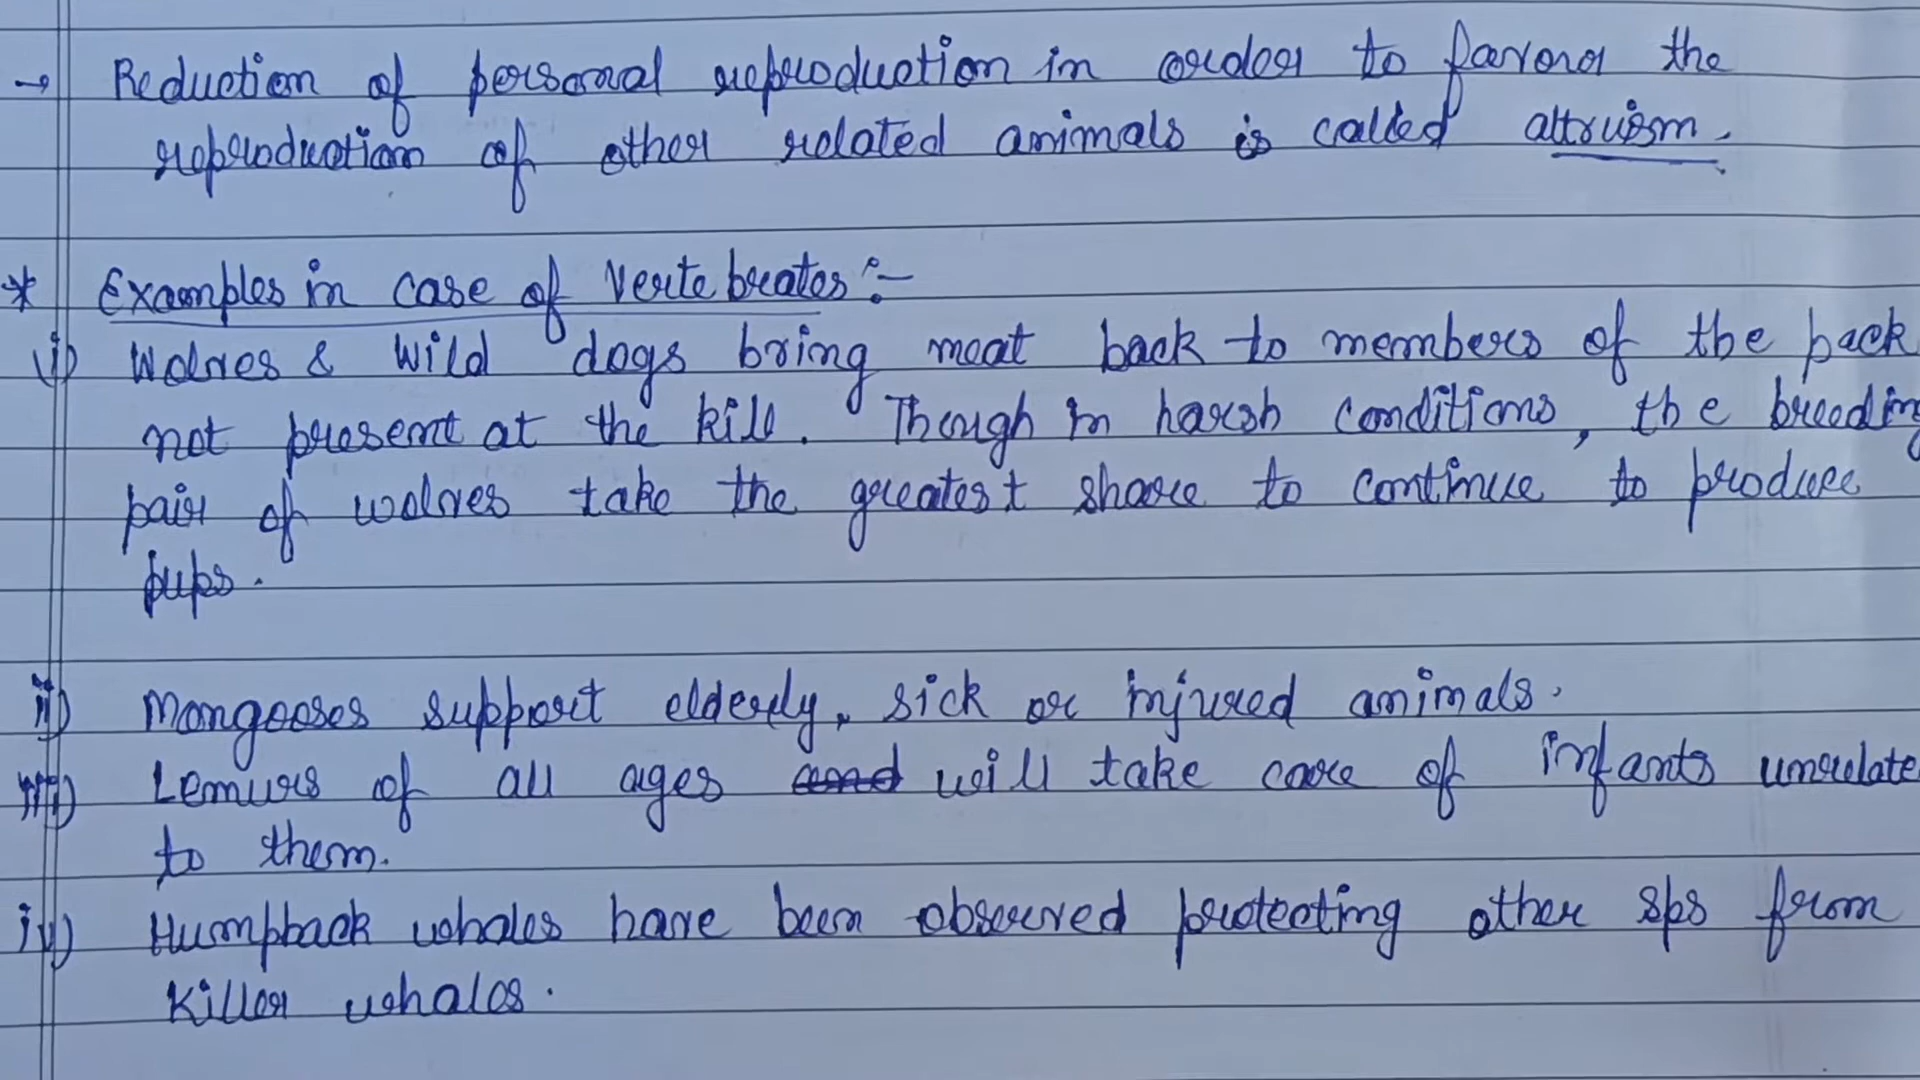 → Reduction of personal reproduction in order to favour the
reproduction of other related animals is called altruism.
* Examples in case of Vertebrates :-
i) Wolves & Wild dogs bring meat back to members of the pack
not present at the kill. Though in harsh conditions, the breeding
pair of wolves take the greatest share to continue to produce
pups.
ii) Mongooses support elderly, sick or injured animals.
iii) Lemurs of all ages and will take care of infants unrelate
to them.
iv) Humpback whales have been observed protecting other sps from
Killer whales.